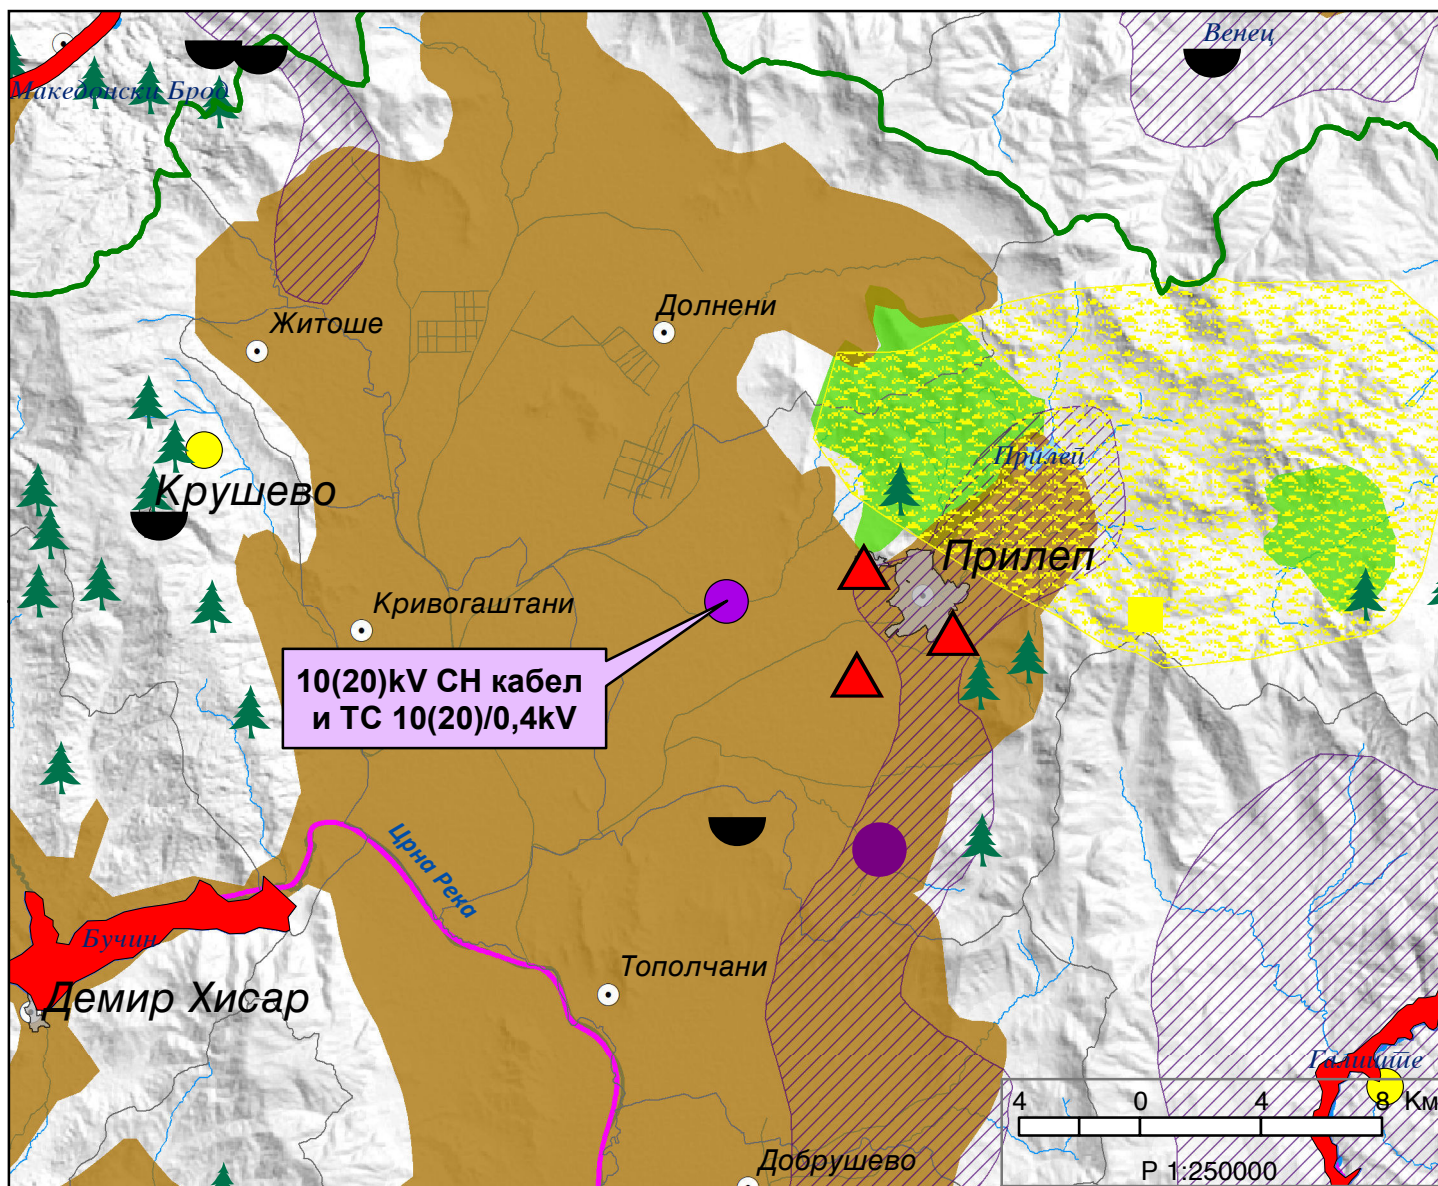 Венец
Македонски Брод
Долнени
Житоше
Прилеп
Крушево
Прилеп
Кривогаштани
10(20)kV СН кабел
и ТС 10(20)/0,4kV
Црна Река
Бучин
Тополчани
Демир Хисар
Галиште
4 0 4 8 Км
Добрушево
Р 1:250000